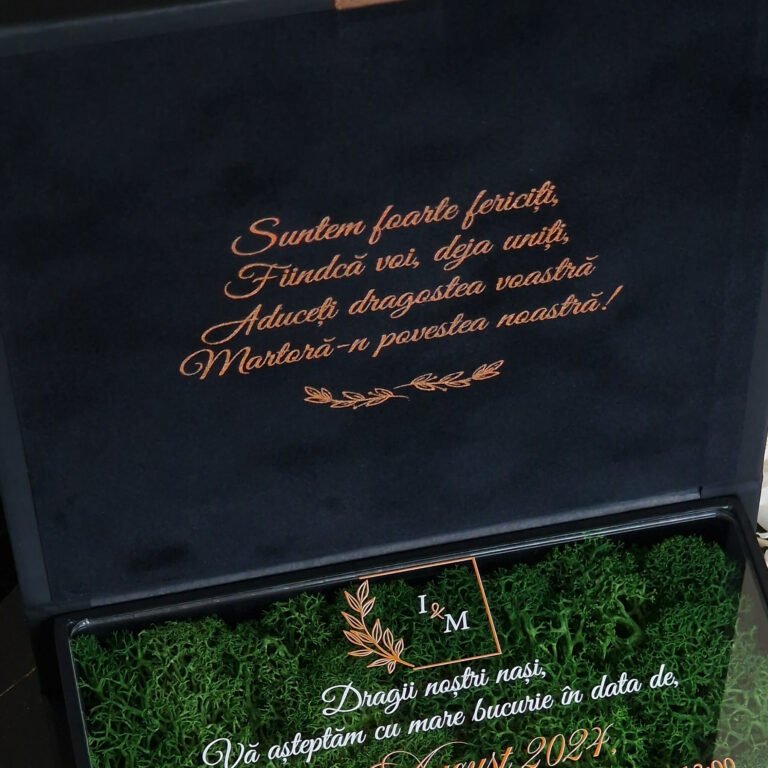 Suntem foarte fericiți,
Fiindcă voi, deja uniți,
Aduceți dragostea voastră
Martoră-n povestea noastră!
I&M
Dragii noștri nași,
Vă așteptăm cu mare bucurie în data de,
August 2024,